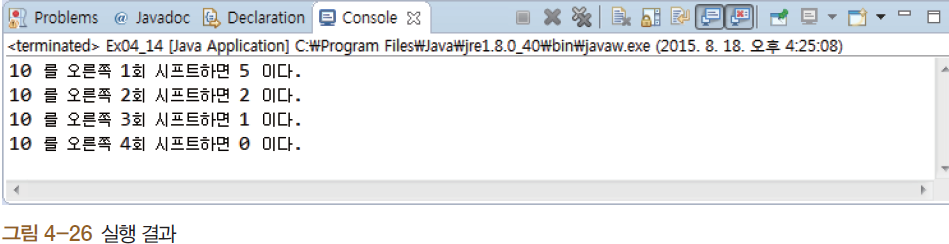 Problems @ Javadoc Declaration Console
<terminated> Ex04_14 [Java Application] C:₩Program Files₩Java₩jre1.8.0_40₩bin₩javaw.exe (2015. 8. 18. 오후 4:25:08)
10 를 오른쪽 1회 시프트하면 5 이다.
10 를 오른쪽 2회 시프트하면 2 이다.
10 를 오른쪽 3회 시프트하면 1 이다.
10 를 오른쪽 4회 시프트하면 0 이다.
그림 4-26 실행 결과